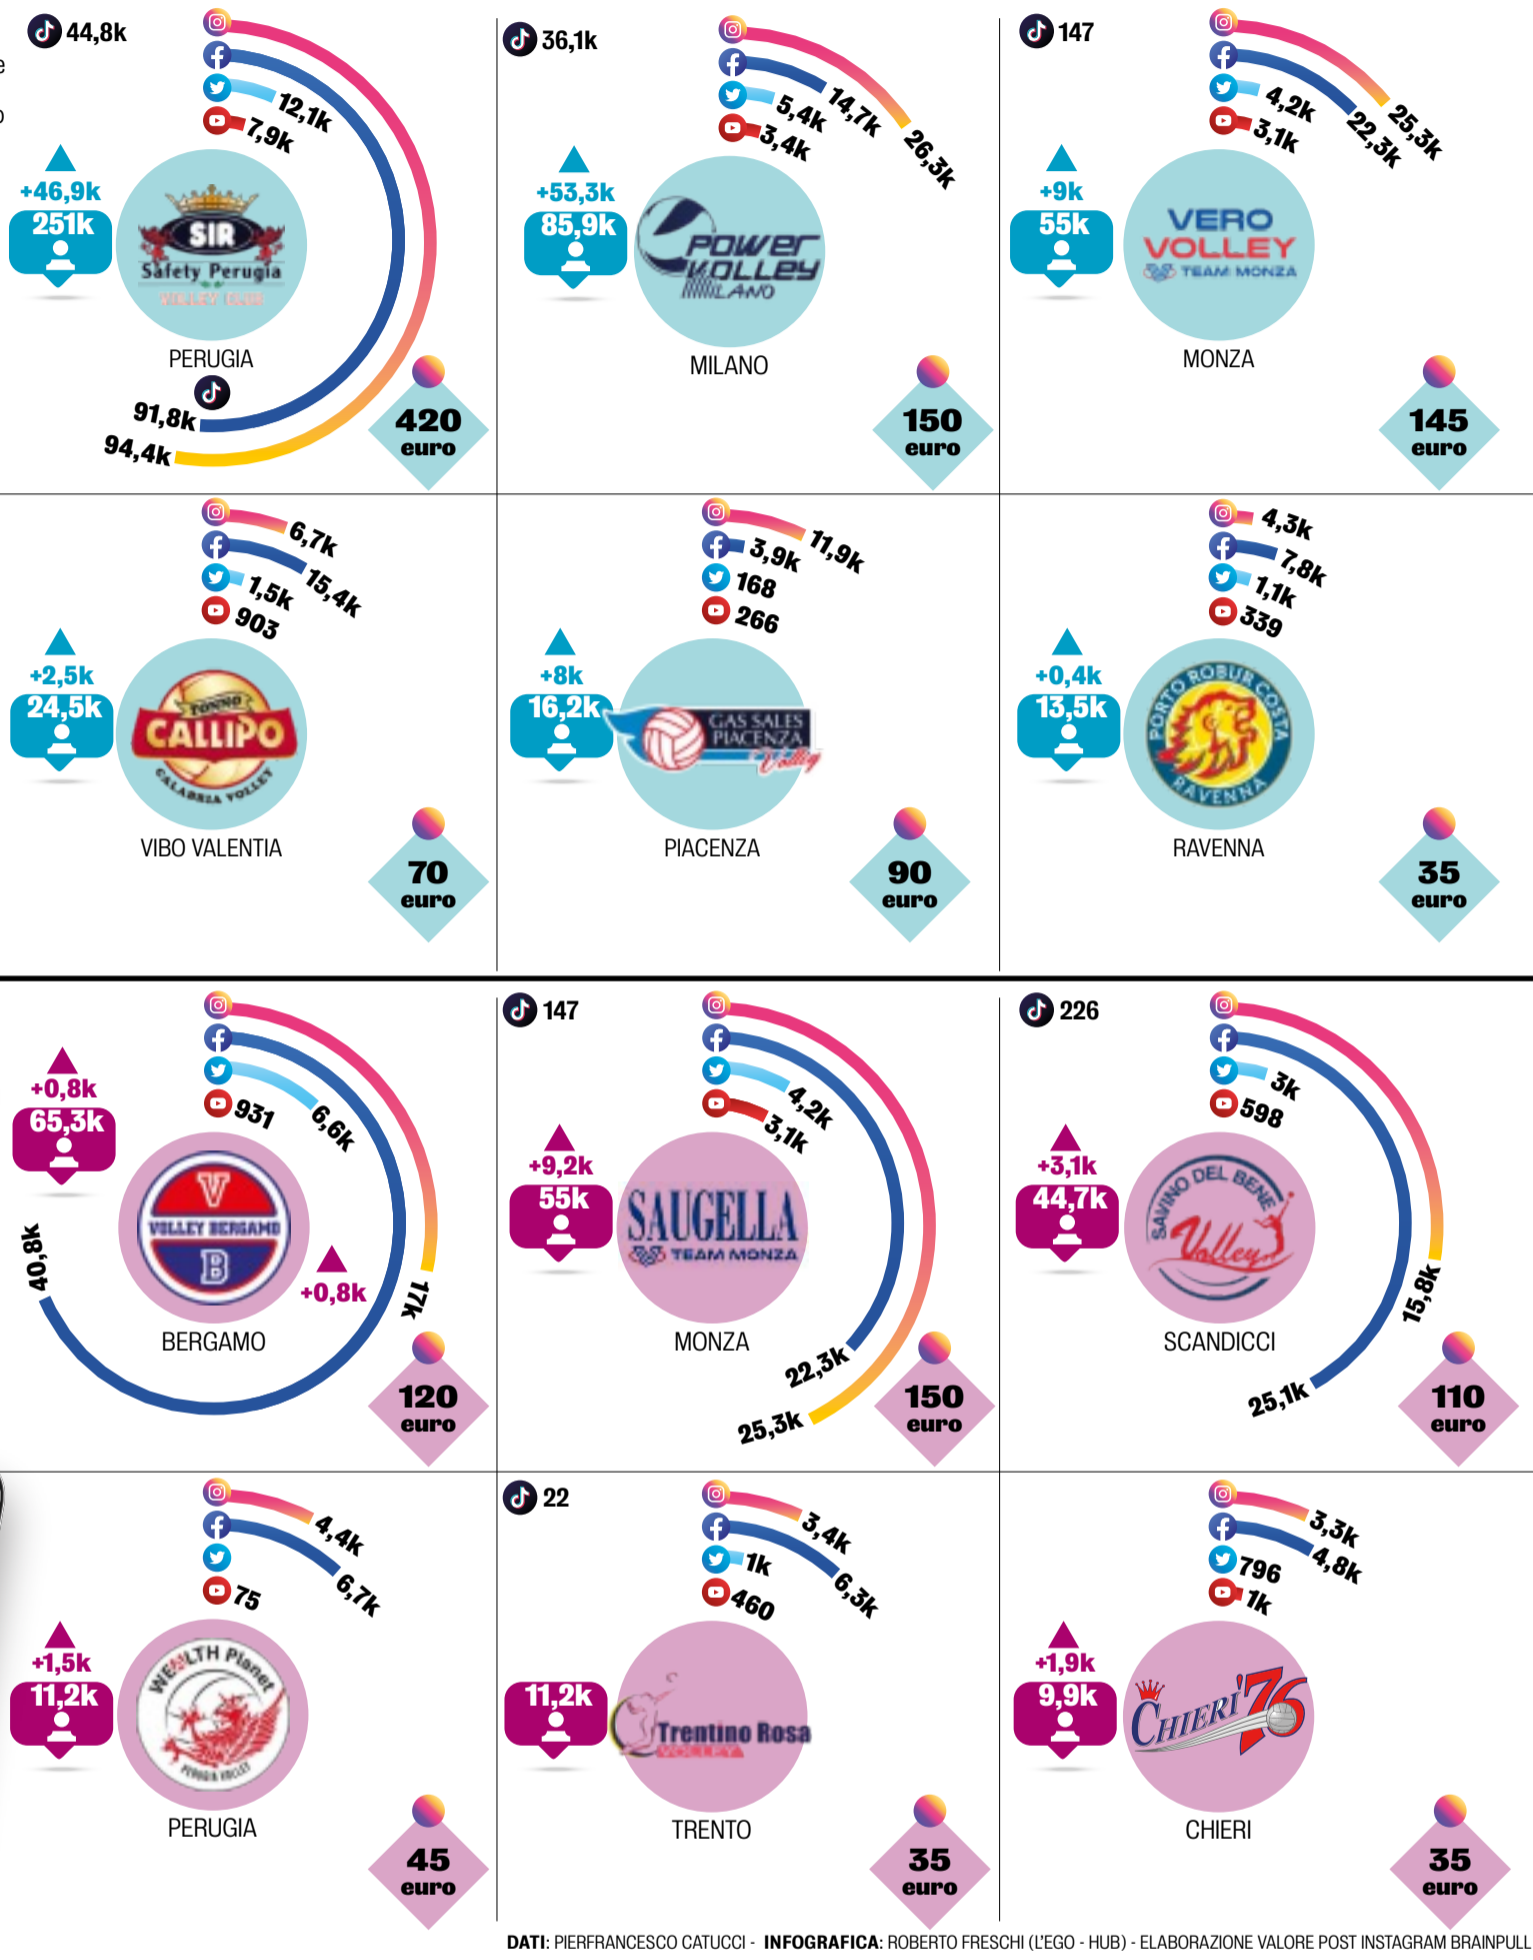 44,8k
12,1k
7,9k
+46,9k
251k
SIR
Safety Perugia
VOLLEY CLUB
PERUGIA
91,8k
94,4k
420
euro
36,1k
14,7k
5,4k
26,3k
3,4k
+53,3k
85,9k
POWER
VOLLEY
MILANO
MILANO
150
euro
147
25,3k
4,2k
22,3k
3,1k
+9k
55k
VERO
VOLLEY
TEAM MONZA
MONZA
145
euro
6,7k
15,4k
1,5k
903
+2,5k
24,5k
TONNO
CALLIPO
CALABRIA VOLLEY
VIBO VALENTIA
70
euro
11,9k
3,9k
168
266
+8k
16,2k
GAS SALES
PIACENZA
Volley
PIACENZA
90
euro
4,3k
7,8k
1,1k
339
+0,4k
13,5k
PORTO ROBUR COSTA
RAVENNA
RAVENNA
35
euro
6,6k
931
+0,8k
65,3k
V
VOLLEY BERGAMO
B
+0,8k
40,8k
17k
BERGAMO
120
euro
147
4,2k
3,1k
+9,2k
55k
SAUGELLA
TEAM MONZA
MONZA
22,3k
25,3k
150
euro
226
3k
598
+3,1k
44,7k
SAVINO DEL BENE
Volley
SCANDICCI
15,8k
25,1k
110
euro
4,4k
6,7k
75
+1,5k
11,2k
WEALTH Planet
PERUGIA VOLLEY
PERUGIA
45
euro
22
3,4k
1k
6,3k
460
11,2k
Trentino Rosa
VOLLEY
TRENTO
35
euro
3,3k
4,8k
796
1k
+1,9k
9,9k
CHIERI '76
CHIERI
35
euro
DATI: PIERFRANCESCO CATUCCI - INFOGRAFICA: ROBERTO FRESCHI (L'EGO - HUB) - ELABORAZIONE VALORE POST INSTAGRAM BRAINPULL